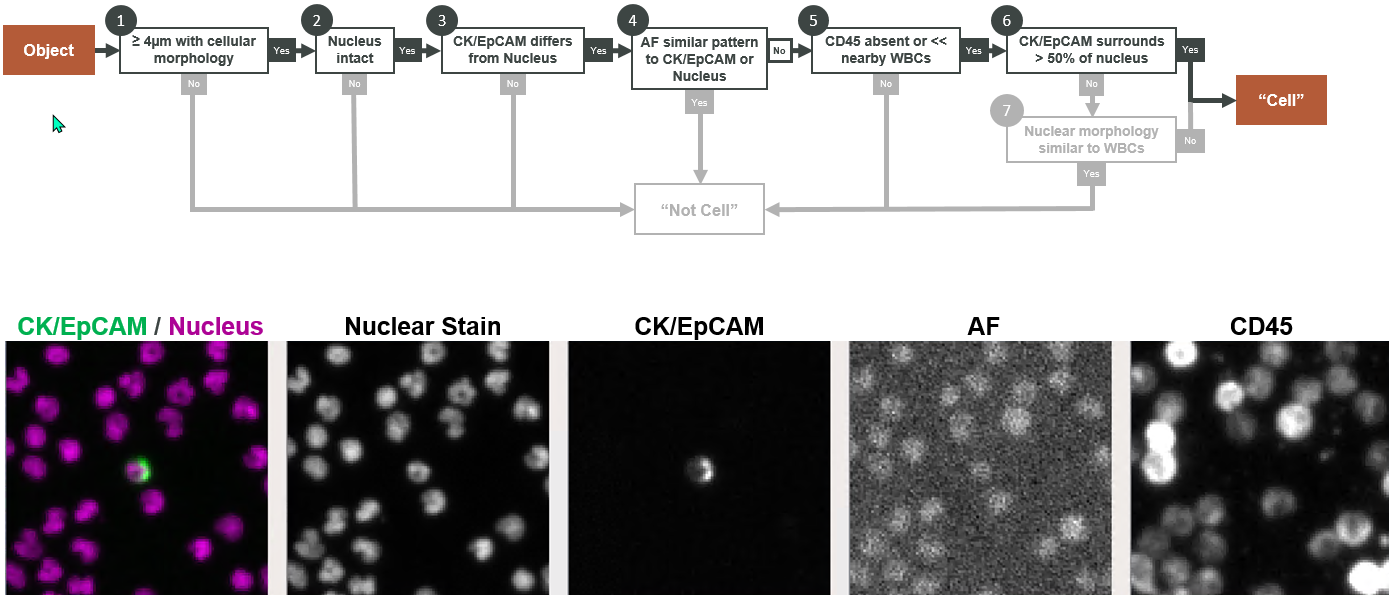 1
2
3
4
5
6
Object
≥ 4µm with cellular
morphology
Yes
No
Nucleus
intact
Yes
No
CK/EpCAM differs
from Nucleus
Yes
No
AF similar pattern
to CK/EpCAM or
Nucleus
No
Yes
CD45 absent or <<
nearby WBCs
Yes
No
CK/EpCAM surrounds
> 50% of nucleus
Yes
No
7
Nuclear morphology
similar to WBCs
No
Yes
“Cell”
“Not Cell”
CK/EpCAM / Nucleus
Nuclear Stain
CK/EpCAM
AF
CD45